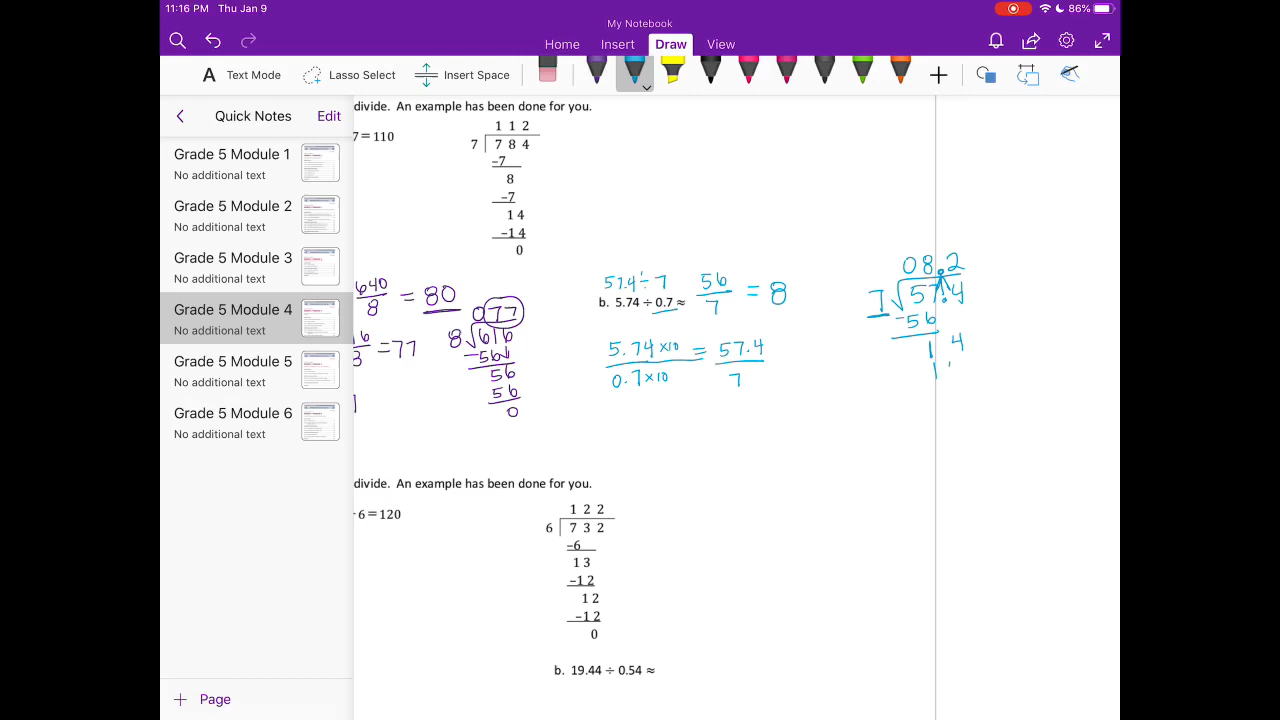 11:16 PM Thu Jan 9
86%
My Notebook
Home Insert Draw View
A Text Mode Lasso Select Insert Space
Quick Notes Edit
Grade 5 Module 1
No additional text
Grade 5 Module 2
No additional text
Grade 5 Module 3
No additional text
Grade 5 Module 4
No additional text
Grade 5 Module 5
No additional text
Grade 5 Module 6
No additional text
+ Page
divide. An example has been done for you.
7 = 110
1 1 2
7 7 8 4
–7
8
–7
1 4
–1 4
0
640
8
= 80
6
= 77
077
8 616
-56
56
56
0
57.4 ÷ 7
b. 5.74 ÷ 0.7 ≈
56
7
= 8
5.74 ×10
0.7 ×10
= 57.4
7
08.2
7 57.4
-56
1 4
1
divide. An example has been done for you.
÷ 6 = 120
1 2 2
6 7 3 2
–6
1 3
–1 2
1 2
–1 2
0
b. 19.44 ÷ 0.54 ≈